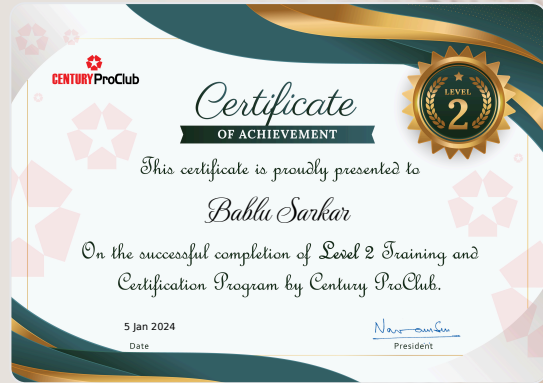 CENTURY ProClub
LEVEL
2
Certificate
OF ACHIEVEMENT
This certificate is proudly presented to
Bablu Sarkar
On the successful completion of Level 2 Training and
Certification Program by Century ProClub.
5 Jan 2024
Date
President